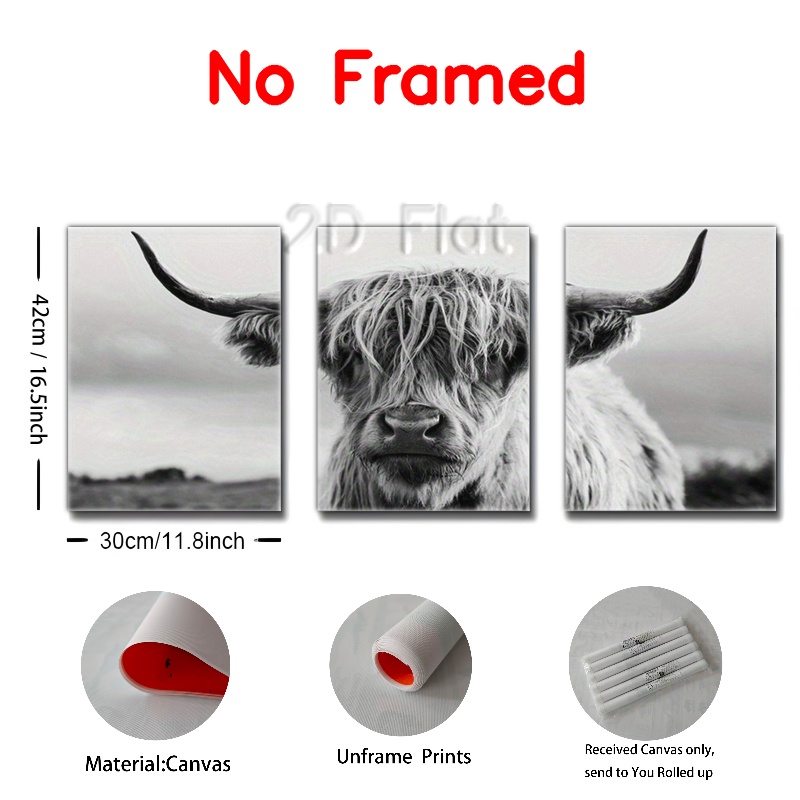 No Framed
2.D Flat.
42cm / 16.5inch
30cm/11.8inch
Material:Canvas
Unframe Prints
Received Canvas only,
send to You Rolled up